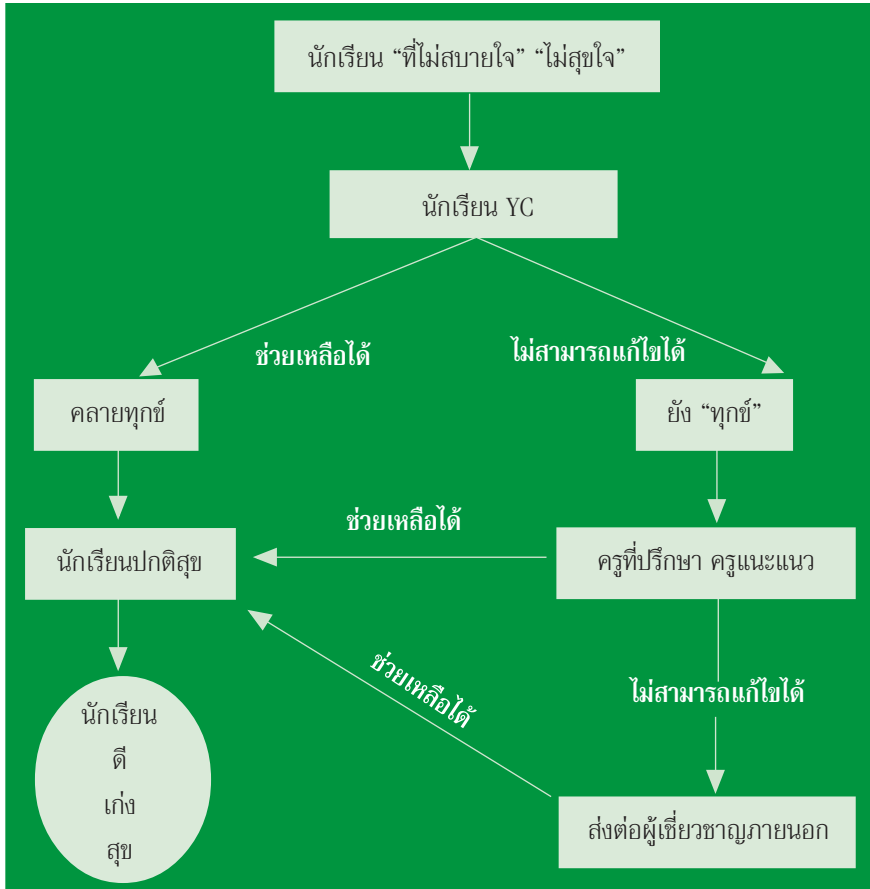 นักเรียน “ที่ไม่สบายใจ” “ไม่สุขใจ”
นักเรียน YC
ช่วยเหลือได้
ไม่สามารถแก้ไขได้
คลายทุกข์
ยัง “ทุกข์”
ช่วยเหลือได้
นักเรียนปกติสุข
ครูที่ปรึกษา ครูแนะแนว
ช่วยเหลือได้
ไม่สามารถแก้ไขได้
นักเรียน
ดี
เก่ง
สุข
ส่งต่อผู้เชี่ยวชาญภายนอก